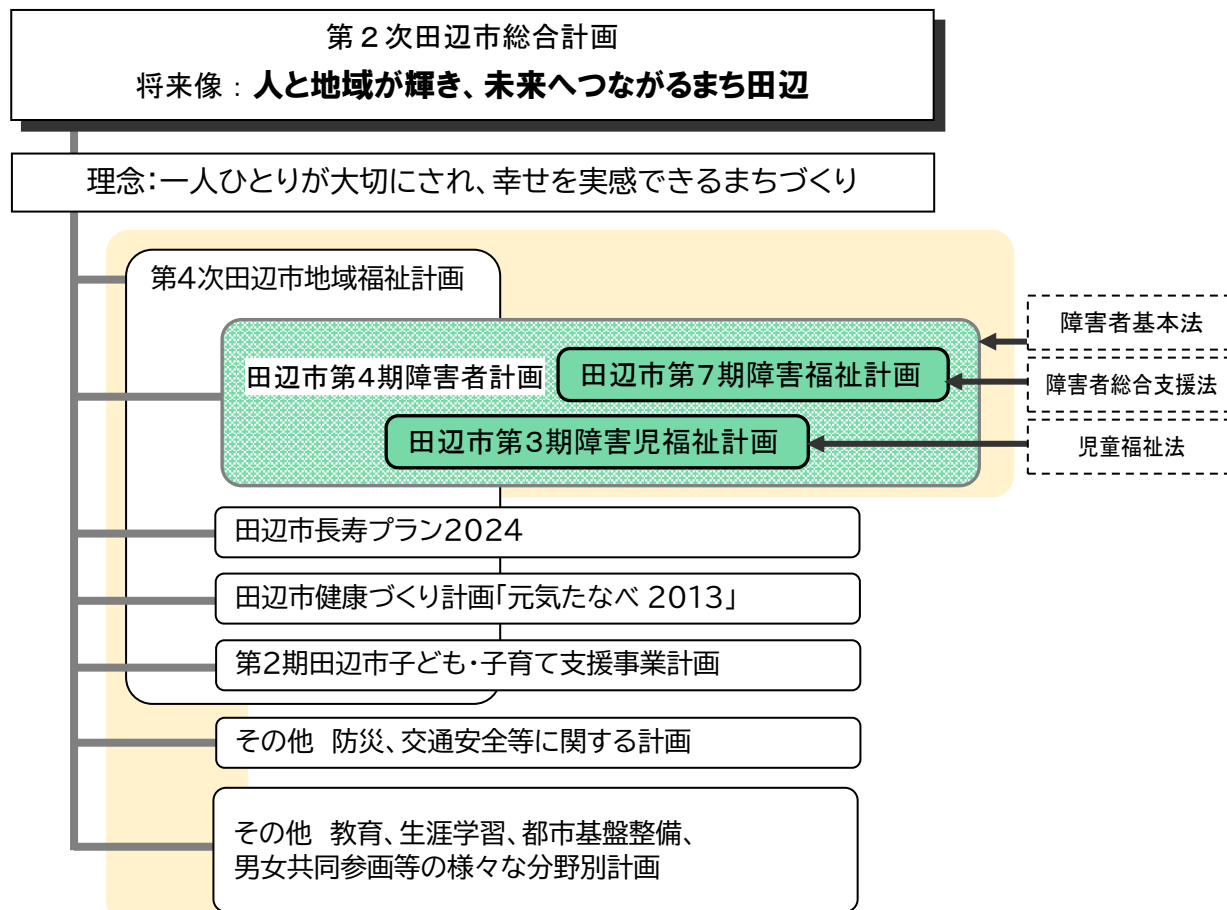 第２次田辺市総合計画
将来像：人と地域が輝き、未来へつながるまち田辺
理念：一人ひとりが大切にされ、幸せを実感できるまちづくり
第4次田辺市地域福祉計画
田辺市第4期障害者計画
田辺市第7期障害福祉計画
田辺市第3期障害児福祉計画
障害者基本法
障害者総合支援法
児童福祉法
田辺市長寿プラン2024
田辺市健康づくり計画「元気たなべ 2013」
第2期田辺市子ども・子育て支援事業計画
その他　防災、交通安全等に関する計画
その他　教育、生涯学習、都市基盤整備、
男女共同参画等の様々な分野別計画